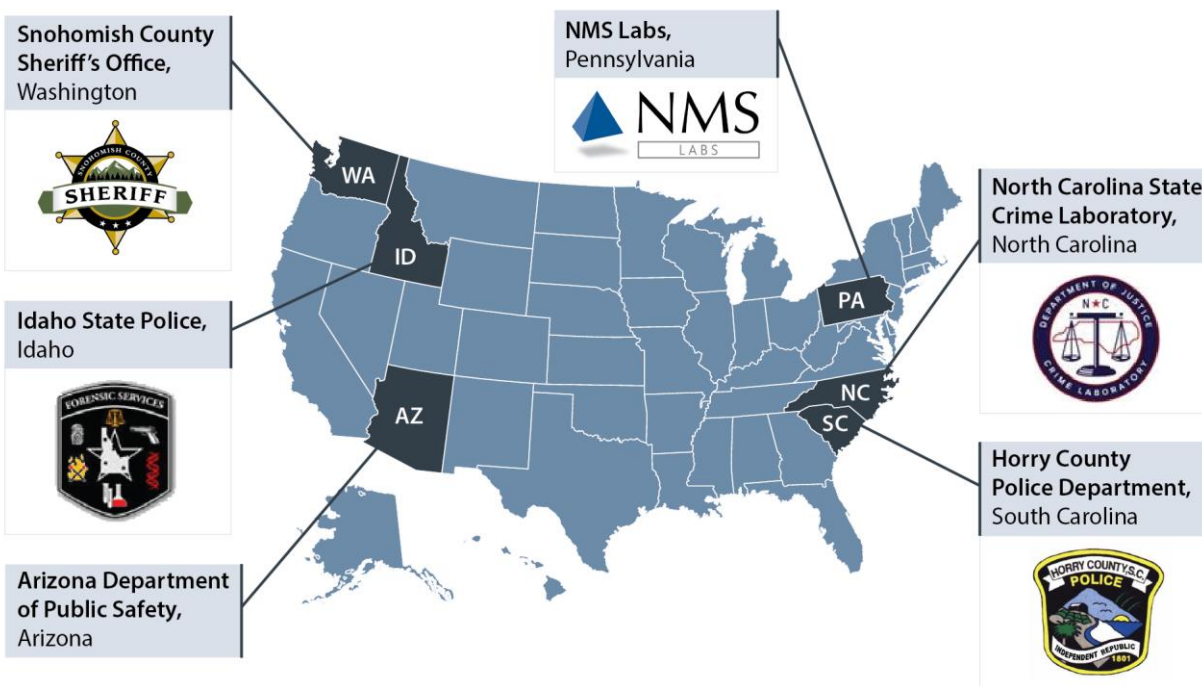 Snohomish County
Sheriff's Office,
Washington
SNOHOMISH COUNTY
SHERIFF
NMS Labs,
Pennsylvania
NMS
LABS
North Carolina State
Crime Laboratory,
North Carolina
DEPARTMENT OF JUSTICE
N★C
CRIME LABORATORY
Idaho State Police,
Idaho
FORENSIC SERVICES
WA
ID
AZ
PA
NC
SC
Arizona Department
of Public Safety,
Arizona
Horry County
Police Department,
South Carolina
HORRY COUNTY, S.C.
POLICE
INDEPENDENT REPUBLIC
1801